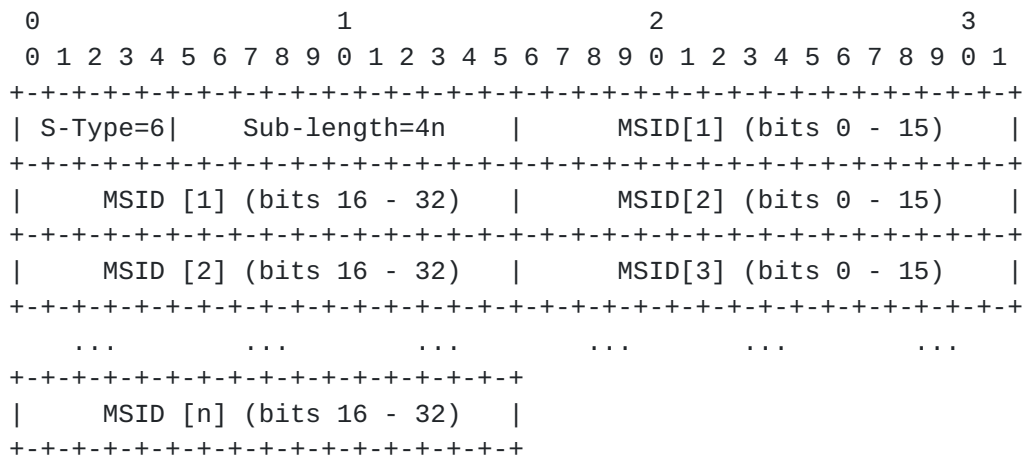 0                   1                   2                   3
 0 1 2 3 4 5 6 7 8 9 0 1 2 3 4 5 6 7 8 9 0 1 2 3 4 5 6 7 8 9 0 1
+-+-+-+-+-+-+-+-+-+-+-+-+-+-+-+-+-+-+-+-+-+-+-+-+-+-+-+-+-+-+-+-+
| S-Type=6|    Sub-length=4n    |      MSID[1] (bits 0 - 15)    |
+-+-+-+-+-+-+-+-+-+-+-+-+-+-+-+-+-+-+-+-+-+-+-+-+-+-+-+-+-+-+-+-+
|     MSID [1] (bits 16 - 32)   |      MSID[2] (bits 0 - 15)    |
+-+-+-+-+-+-+-+-+-+-+-+-+-+-+-+-+-+-+-+-+-+-+-+-+-+-+-+-+-+-+-+-+
|     MSID [2] (bits 16 - 32)   |      MSID[3] (bits 0 - 15)    |
+-+-+-+-+-+-+-+-+-+-+-+-+-+-+-+-+-+-+-+-+-+-+-+-+-+-+-+-+-+-+-+-+
    ...        ...        ...        ...       ...        ...
+-+-+-+-+-+-+-+-+-+-+-+-+-+-+-+-+
|     MSID [n] (bits 16 - 32)   |
+-+-+-+-+-+-+-+-+-+-+-+-+-+-+-+-+